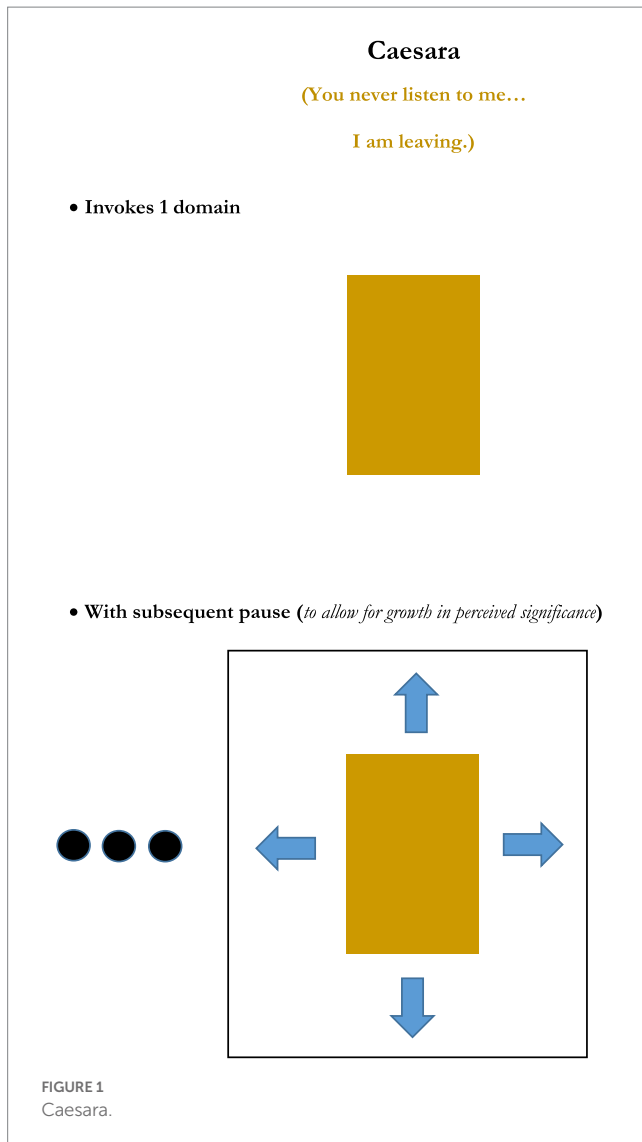 Caesara
(You never listen to me…
I am leaving.)
• Invokes 1 domain
• With subsequent pause (to allow for growth in perceived significance)
FIGURE 1
Caesara.